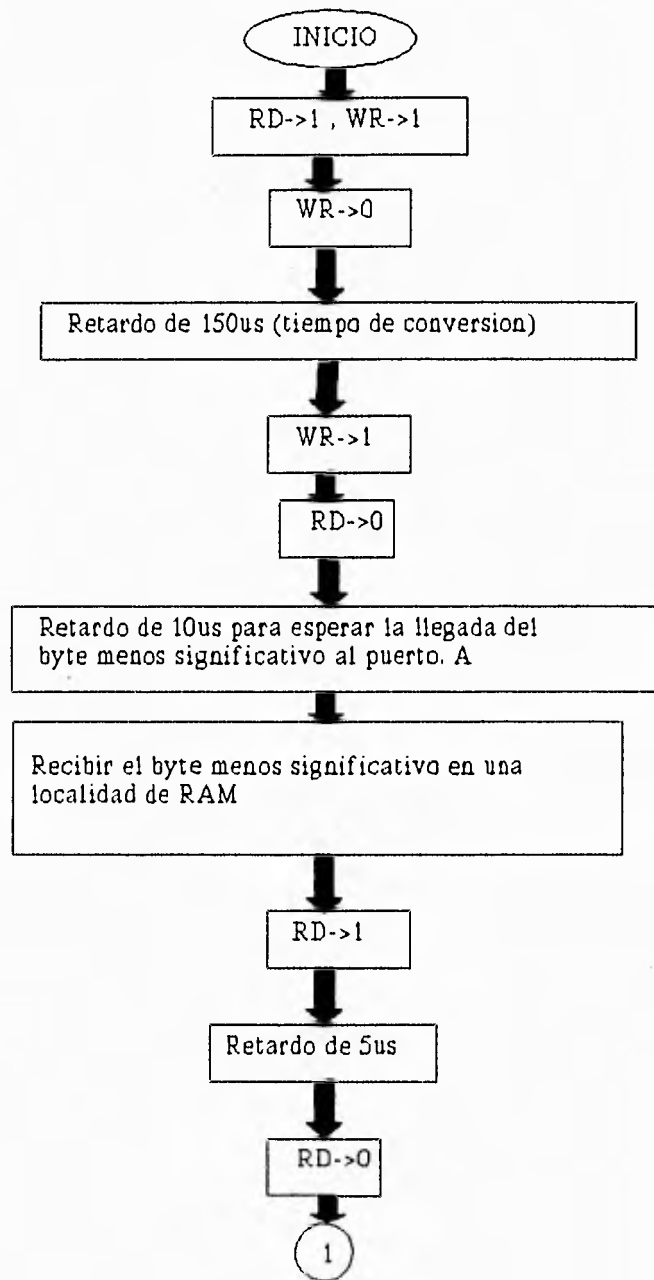 INICIO
RD->1 , WR->1
WR->0
Retardo de 150us (tiempo de conversion)
WR->1
RD->0
Retardo de 10us para esperar la llegada del
byte menos significativo al puerto. A
Recibir el byte menos significativo en una
localidad de RAM
RD->1
Retardo de 5us
RD->0
1